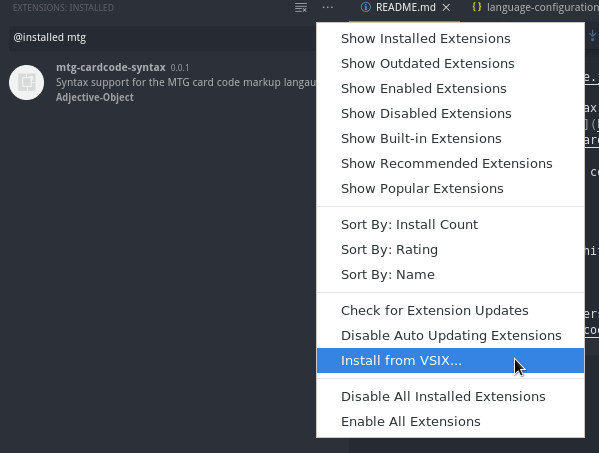 EXTENSIONS: INSTALLED
README.md
language-configuration
@installed mtg
mtg-cardcode-syntax 0.0.1
Syntax support for the MTG card code markup langau
Adjective-Object
Show Installed Extensions
Show Outdated Extensions
Show Enabled Extensions
Show Disabled Extensions
Show Built-in Extensions
Show Recommended Extensions
Show Popular Extensions
Sort By: Install Count
Sort By: Rating
Sort By: Name
Check for Extension Updates
Disable Auto Updating Extensions
Install from VSIX...
Disable All Installed Extensions
Enable All Extensions